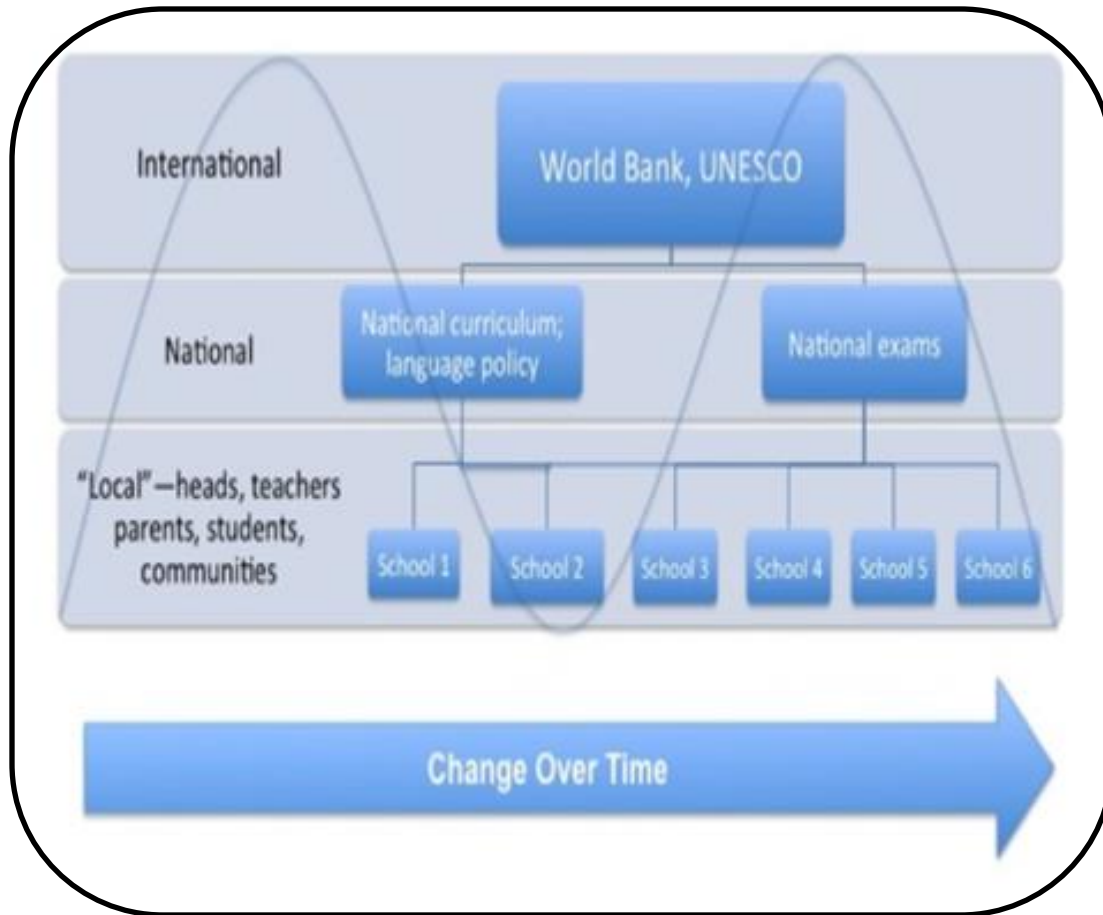 International
World Bank, UNESCO
National
National curriculum;
language policy
National exams
"Local"—heads, teachers
parents, students,
communities
School 1
School 2
School 3
School 4
School 5
School 6
Change Over Time